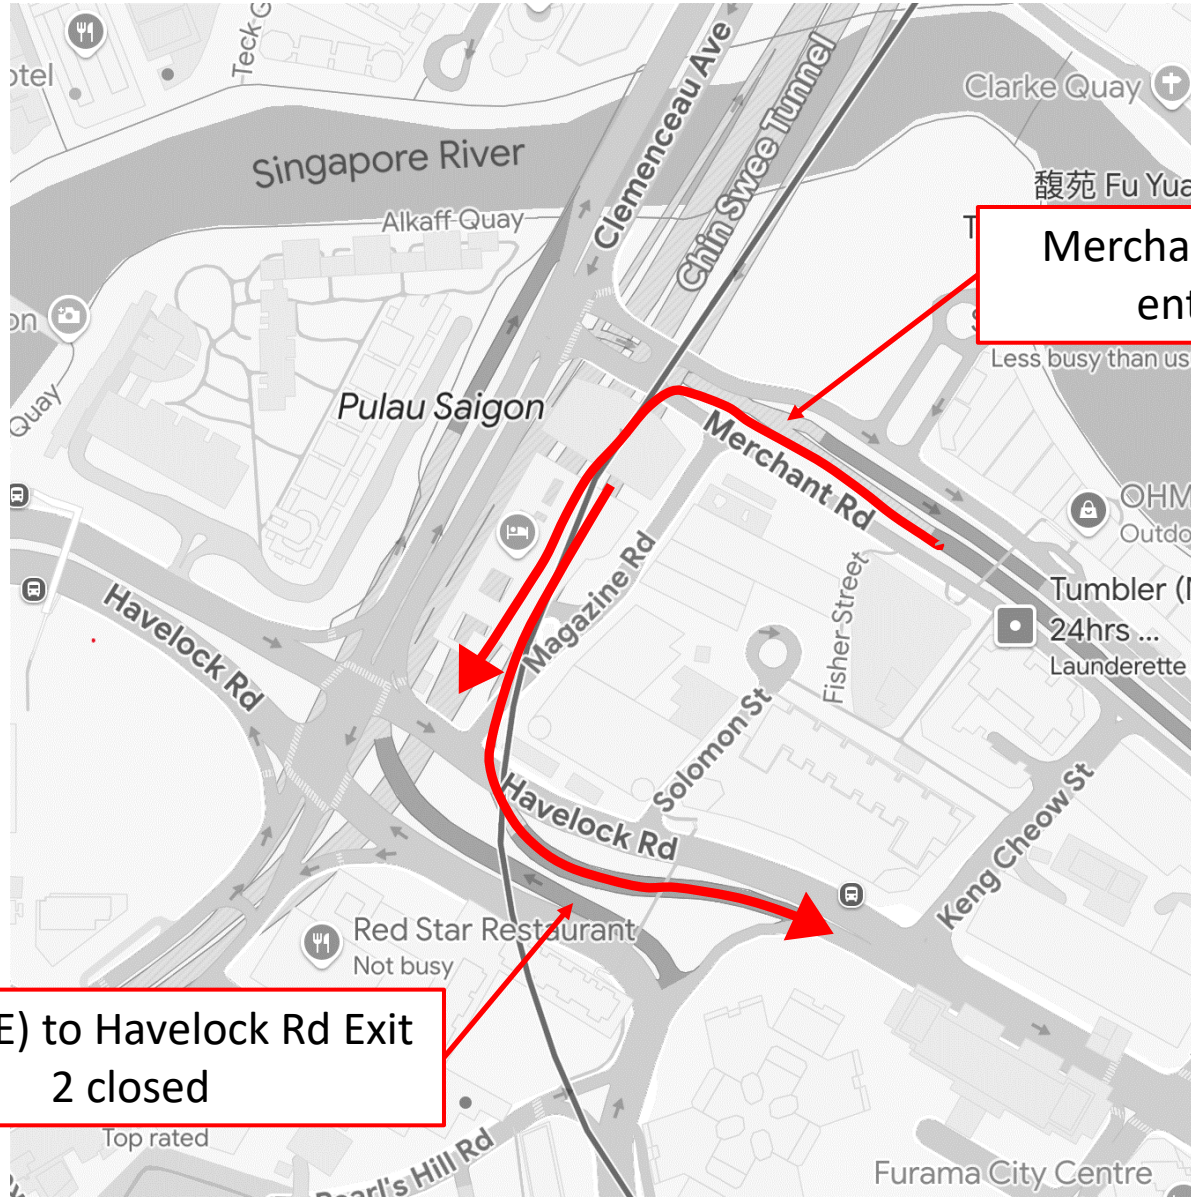 Teck G
otel
Clarke Quay
Clemenceau Ave
Chin Swee Tunnel
Singapore River
馥苑 Fu Yua
Alkaff Quay
T
Mercha
ent
on
S
Less busy than us
Quay
Pulau Saigon
Merchant Rd
OHM
Outdo
Magazine Rd
Fisher Street
Tumbler (
24hrs ...
Launderette
Havelock Rd
Solomon St
Havelock Rd
Keng Cheow St
Red Star Restaurant
Not busy
E) to Havelock Rd Exit
2 closed
Top rated
Pearl's Hill Rd
Furama City Centre